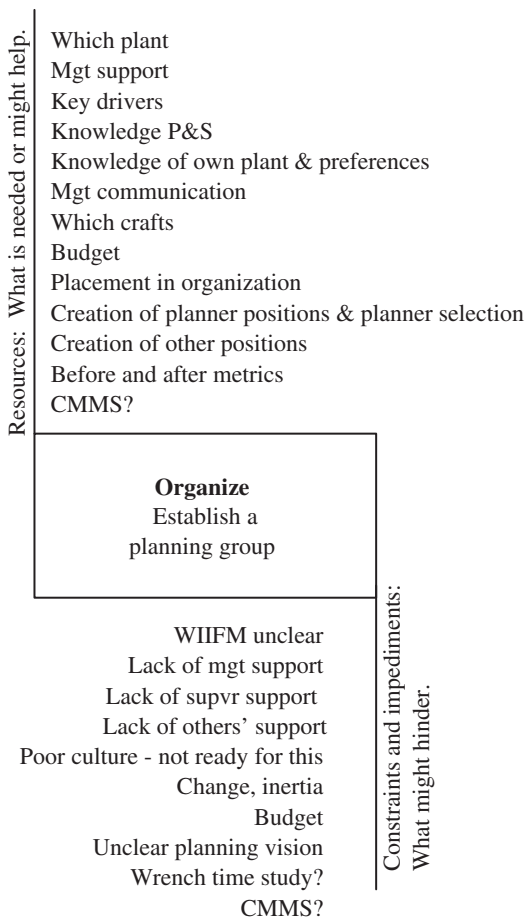 Resources: What is needed or might help.
Which plant
Mgt support
Key drivers
Knowledge P&S
Knowledge of own plant & preferences
Mgt communication
Which crafts
Budget
Placement in organization
Creation of planner positions & planner selection
Creation of other positions
Before and after metrics
CMMS?
Organize
Establish a
planning group
WIIFM unclear
Lack of mgt support
Lack of supvr support
Lack of others’ support
Poor culture - not ready for this
Change, inertia
Budget
Unclear planning vision
Wrench time study?
CMMS?
Constraints and impediments:
What might hinder.